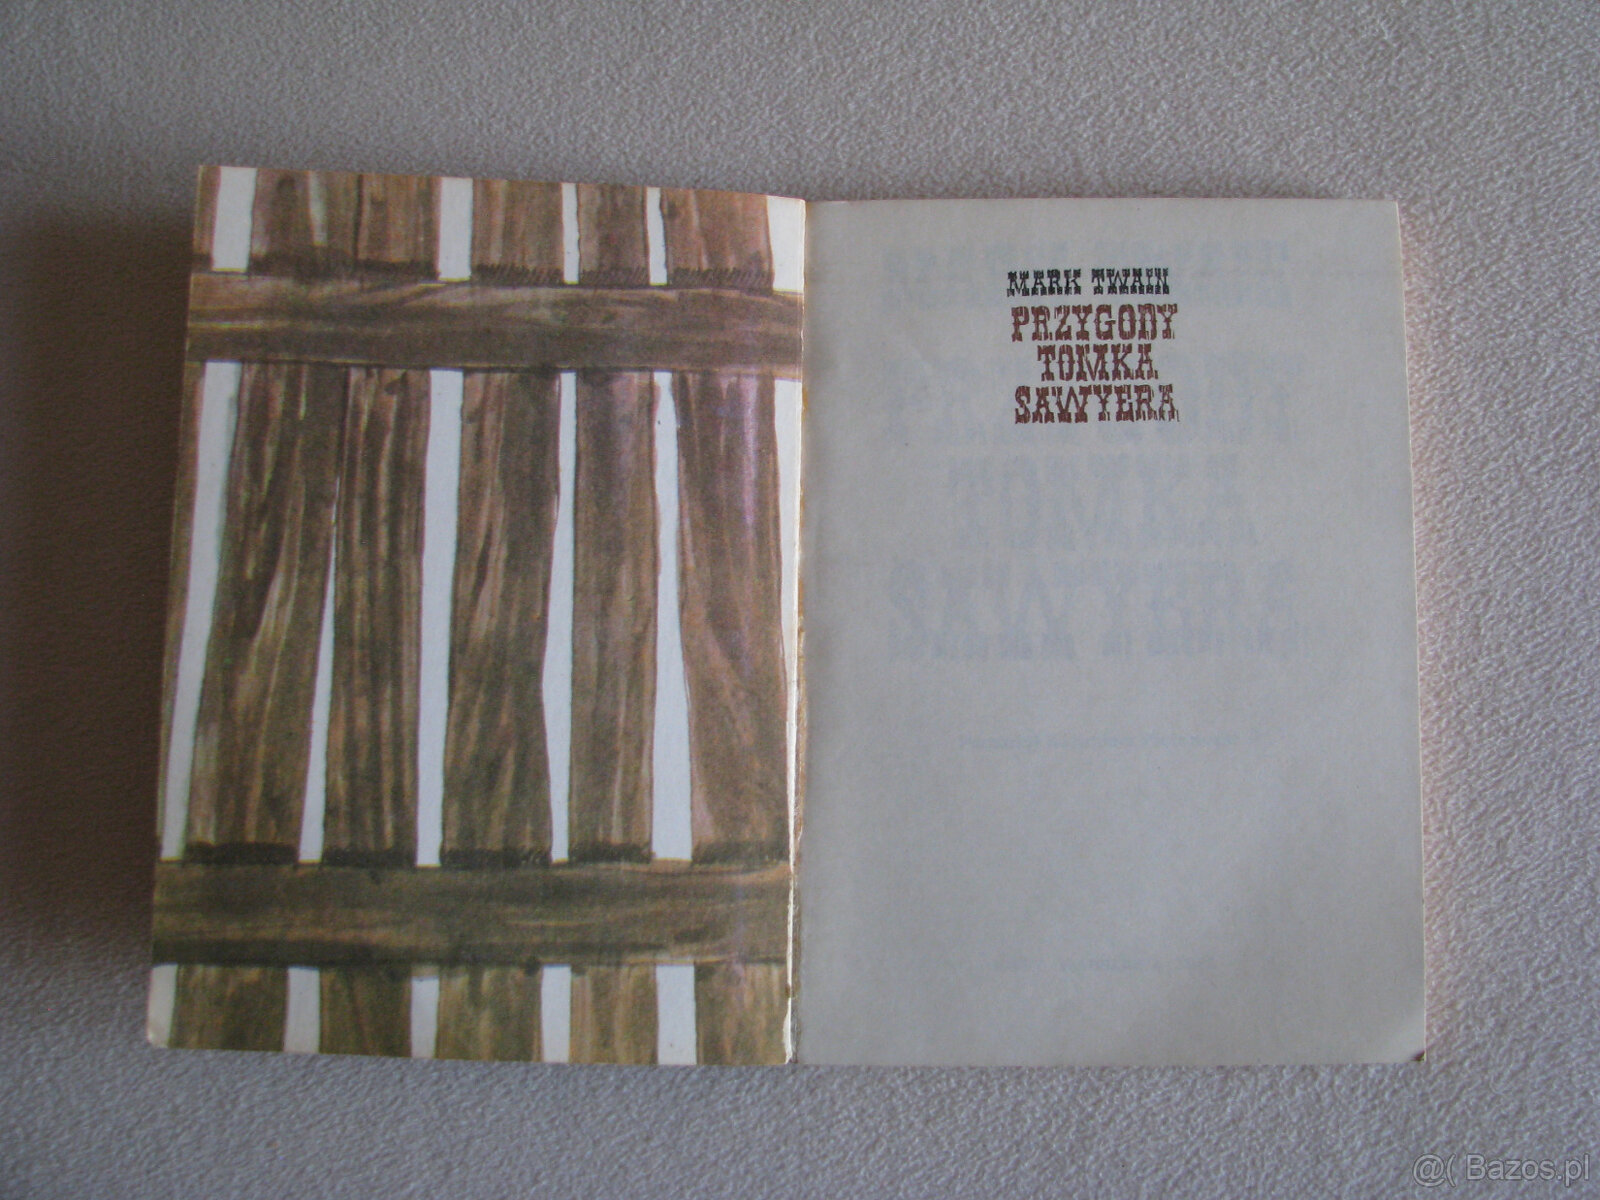 MARK TWAIN
PRZYGODY
TOMKA
SAWYERA
@( Bazos.pl